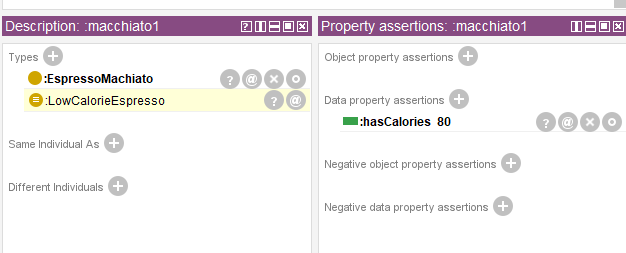 Description: :macchiato1
Types
:EspressoMachiato
:LowCalorieEspresso
Same Individual As
Different Individuals
Property assertions: :macchiato1
Object property assertions
Data property assertions
:hasCalories 80
Negative object property assertions
Negative data property assertions